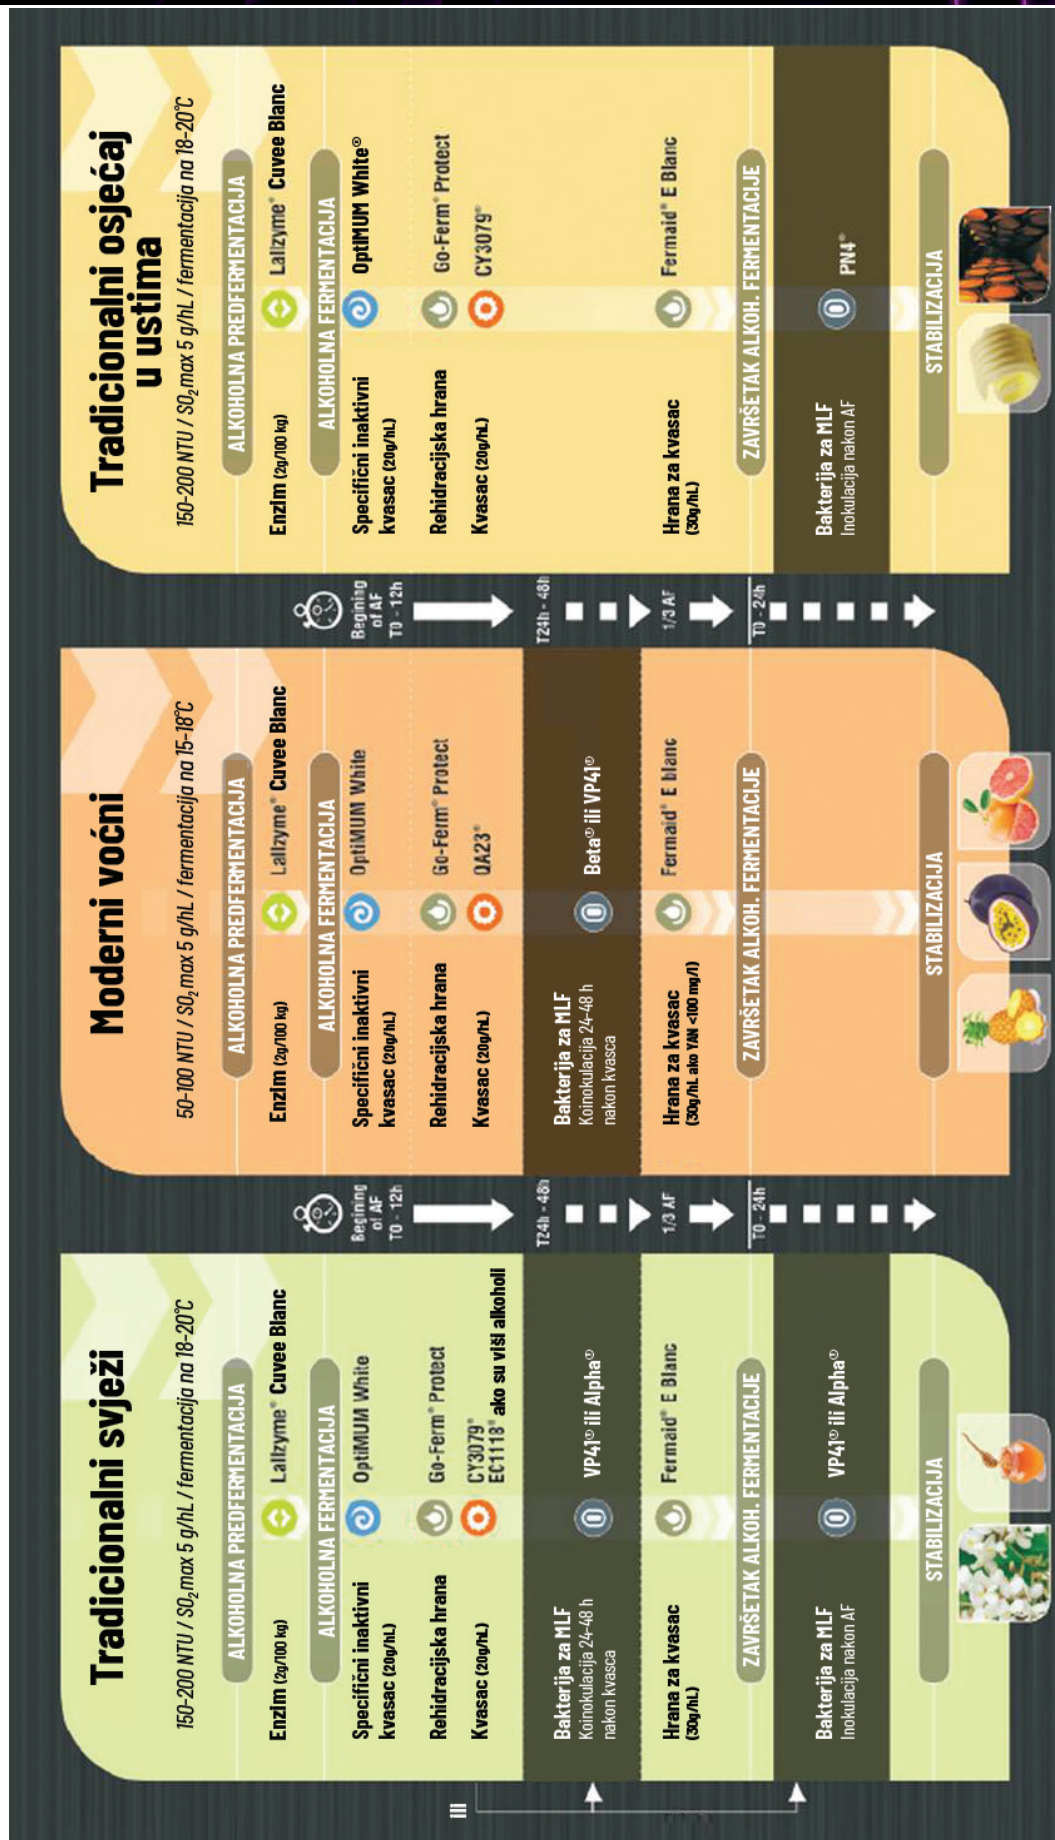 Tradicionalni svježi
150-200 NTU / SO₂ max 5 g/hL / fermentacija na 18-20°C
ALKOHOLNA PREDFERMENTACIJA
Enzim (2g/100 kg)
Lallzyme® Cuvee Blanc
ALKOHOLNA FERMENTACIJA
Specifični inaktivni
kvasac (20g/hL)
OptiMUM White
Rehidracijska hrana
Go-Ferm® Protect
Kvasac (20g/hL)
CY3079®
EC1118® ako su viši alkoholi
ili
Bakterija za MLF
Koinokulacija 24-48 h
nakon kvasca
VP41® ili Alpha®
Hrana za kvasac
(30g/hL)
Fermaid® E Blanc
ZAVRŠETAK ALKOH. FERMENTACIJE
Bakterija za MLF
Inokulacija nakon AF
VP41® ili Alpha®
STABILIZACIJA
Begining
of AF
T0 - 12h
T24h - 48h
1/3 AF
T0 - 24h
Moderni voćni
50-100 NTU / SO₂ max 5 g/hL / fermentacija na 15-18°C
ALKOHOLNA PREDFERMENTACIJA
Enzim (2g/100 kg)
Lallzyme® Cuvee Blanc
ALKOHOLNA FERMENTACIJA
Specifični inaktivni
kvasac (20g/hL)
OptiMUM White
Rehidracijska hrana
Go-Ferm® Protect
Kvasac (20g/hL)
QA23®
Bakterija za MLF
Koinokulacija 24-48 h
nakon kvasca
Beta® ili VP41®
Hrana za kvasac
(30g/hL ako YAN <100 mg/l)
Fermaid® E blanc
ZAVRŠETAK ALKOH. FERMENTACIJE
STABILIZACIJA
Begining
of AF
T0 - 12h
T24h - 48h
1/3 AF
T0 - 24h
Tradicionalni osjećaj
u ustima
150-200 NTU / SO₂ max 5 g/hL / fermentacija na 18-20°C
ALKOHOLNA PREDFERMENTACIJA
Enzim (2g/100 kg)
Lallzyme® Cuvee Blanc
ALKOHOLNA FERMENTACIJA
Specifični inaktivni
kvasac (20g/hL)
OptiMUM White®
Rehidracijska hrana
Go-Ferm® Protect
Kvasac (20g/hL)
CY3079®
Hrana za kvasac
(30g/hL)
Fermaid® E Blanc
ZAVRŠETAK ALKOH. FERMENTACIJE
Bakterija za MLF
Inokulacija nakon AF
PN4®
STABILIZACIJA